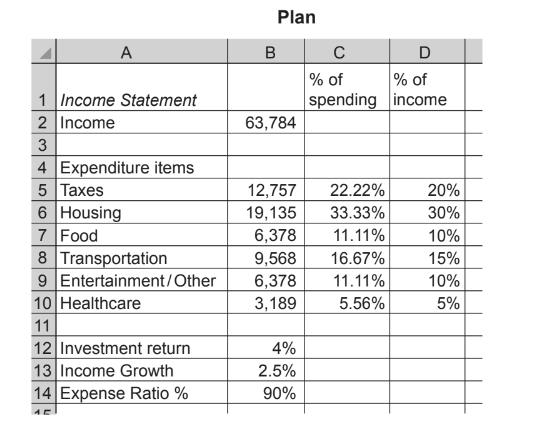 Plan
A B C D
% of % of
1 Income Statement spending income
2 Income 63,784
3
4 Expenditure items
5 Taxes 12,757 22.22% 20%
6 Housing 19,135 33.33% 30%
7 Food 6,378 11.11% 10%
8 Transportation 9,568 16.67% 15%
9 Entertainment/Other 6,378 11.11% 10%
10 Healthcare 3,189 5.56% 5%
11
12 Investment return 4%
13 Income Growth 2.5%
14 Expense Ratio % 90%